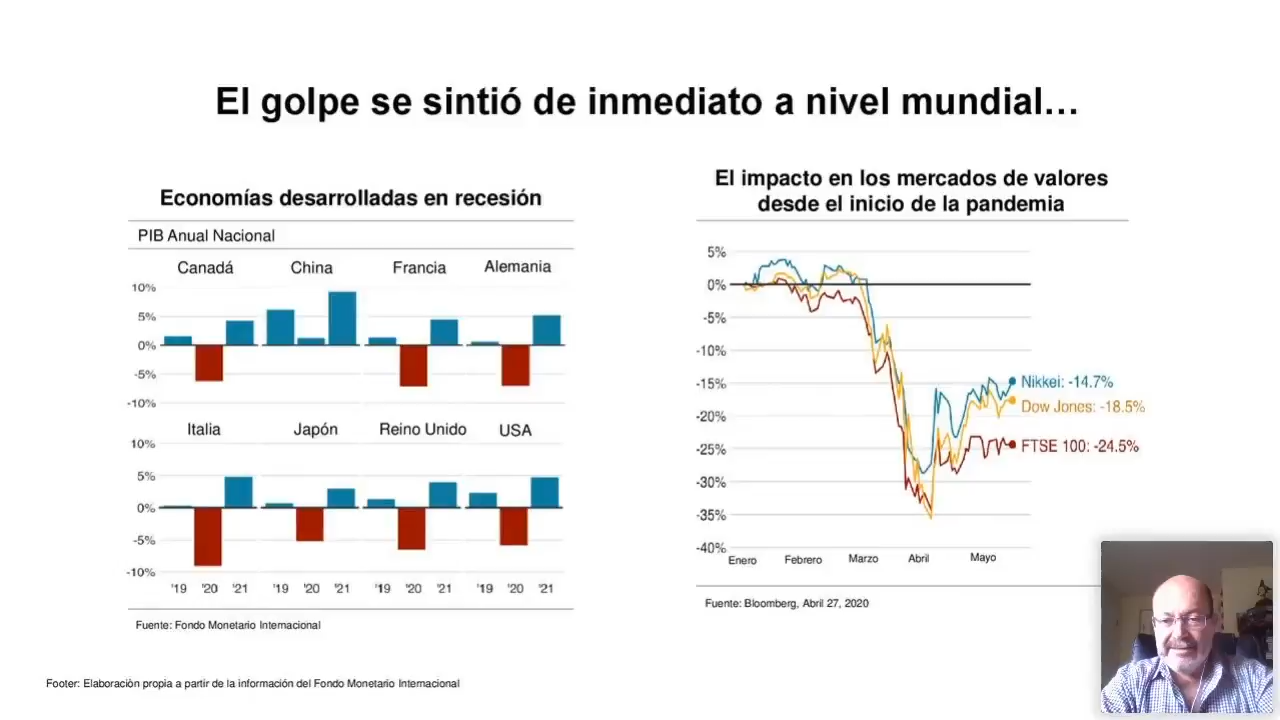 El golpe se sintió de inmediato a nivel mundial…
Economías desarrolladas en recesión
PIB Anual Nacional
Canadá China Francia Alemania
10%
5%
0%
-5%
-10%
Italia Japón Reino Unido USA
10%
5%
0%
-5%
-10%
'19 '20 '21 '19 '20 '21 '19 '20 '21 '19 '20 '21
Fuente: Fondo Monetario Internacional
El impacto en los mercados de valores
desde el inicio de la pandemia
5%
0%
-5%
-10%
-15%
-20%
-25%
-30%
-35%
-40%
Nikkei: -14.7%
Dow Jones: -18.5%
FTSE 100: -24.5%
Enero Febrero Marzo Abril Mayo
Fuente: Bloomberg, Abril 27, 2020
Footer: Elaboraciòn propia a partir de la información del Fondo Monetario Internacional